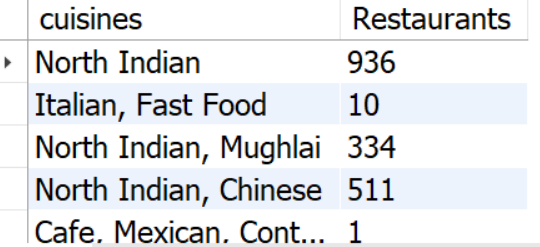 cuisines Restaurants
North Indian 936
Italian, Fast Food 10
North Indian, Mughlai 334
North Indian, Chinese 511
Cafe, Mexican, Cont... 1